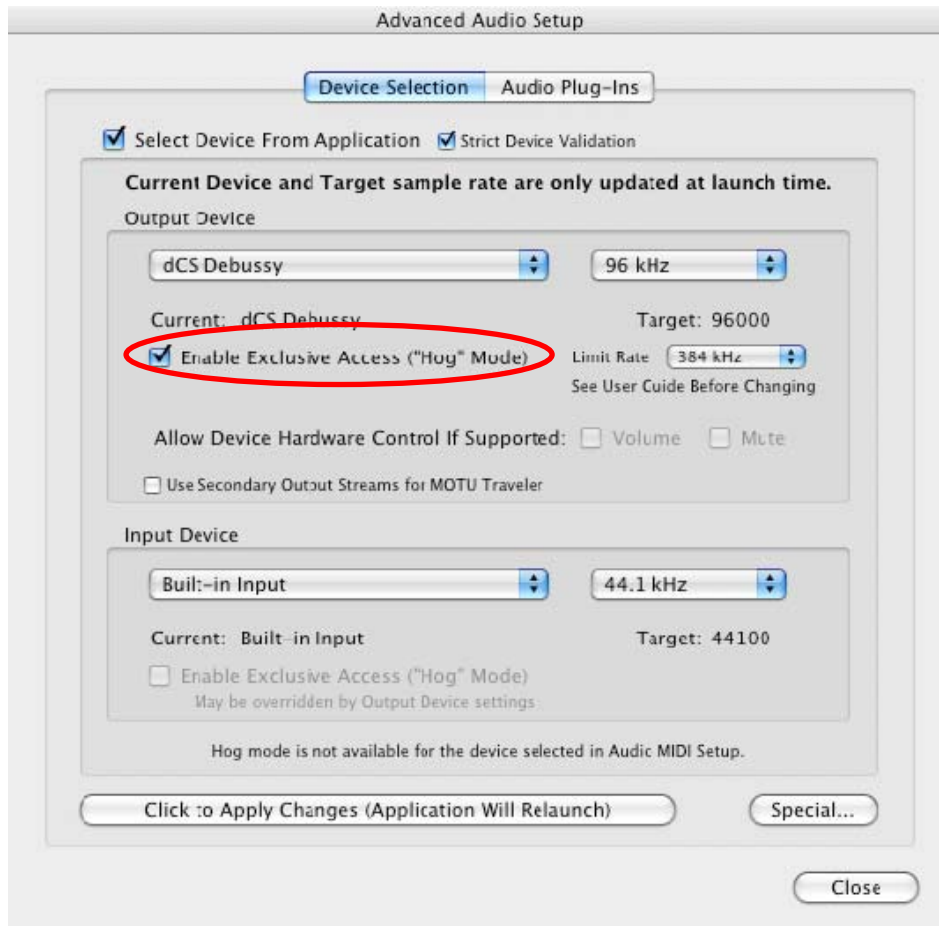 Advanced Audio Setup
Device Selection Audio Plug-Ins
Select Device From Application Strict Device Validation
Current Device and Target sample rate are only updated at launch time.
Output Device
dCS Debussy 96 kHz
Current: dCS Debussy Target: 96000
Enable Exclusive Access ("Hog" Mode) Limit Rate 384 kHz
See User Guide Before Changing
Allow Device Hardware Control If Supported: Volume Mute
Use Secondary Output Streams for MOTU Traveler
Input Device
Built-in Input 44.1 kHz
Current: Built-in Input Target: 44100
Enable Exclusive Access ("Hog" Mode)
May be overridden by Output Device settings
Hog mode is not available for the device selected in Audio MIDI Setup.
Click to Apply Changes (Application Will Relaunch) Special...
Close